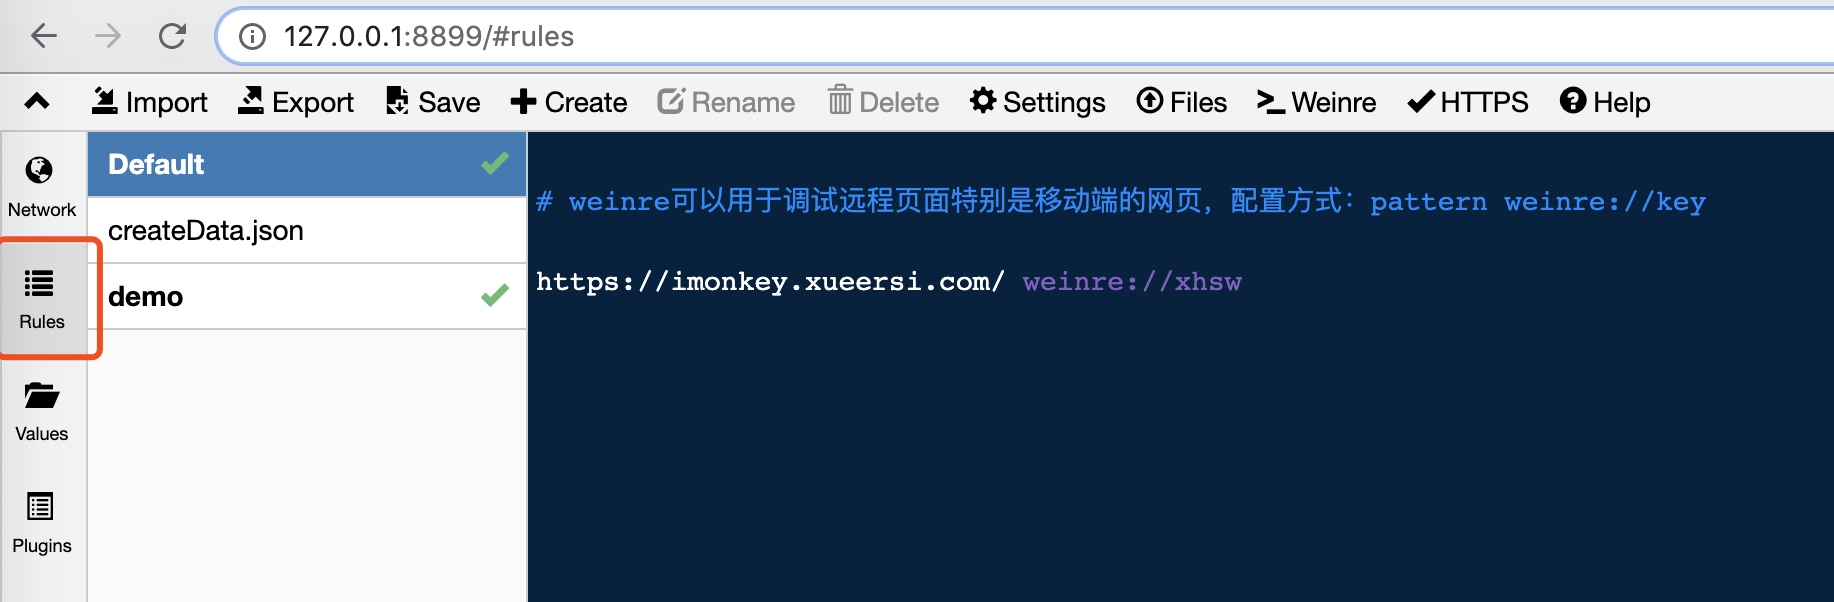 127.0.0.1:8899/#rules
Import Export Save Create Rename Delete Settings Files Weinre HTTPS Help
Network
Rules
Values
Plugins
Default
createData.json
demo
# weinre可以用于调试远程页面特别是移动端的网页，配置方式：pattern weinre://key
https://imonkey.xueersi.com/ weinre://xhsw